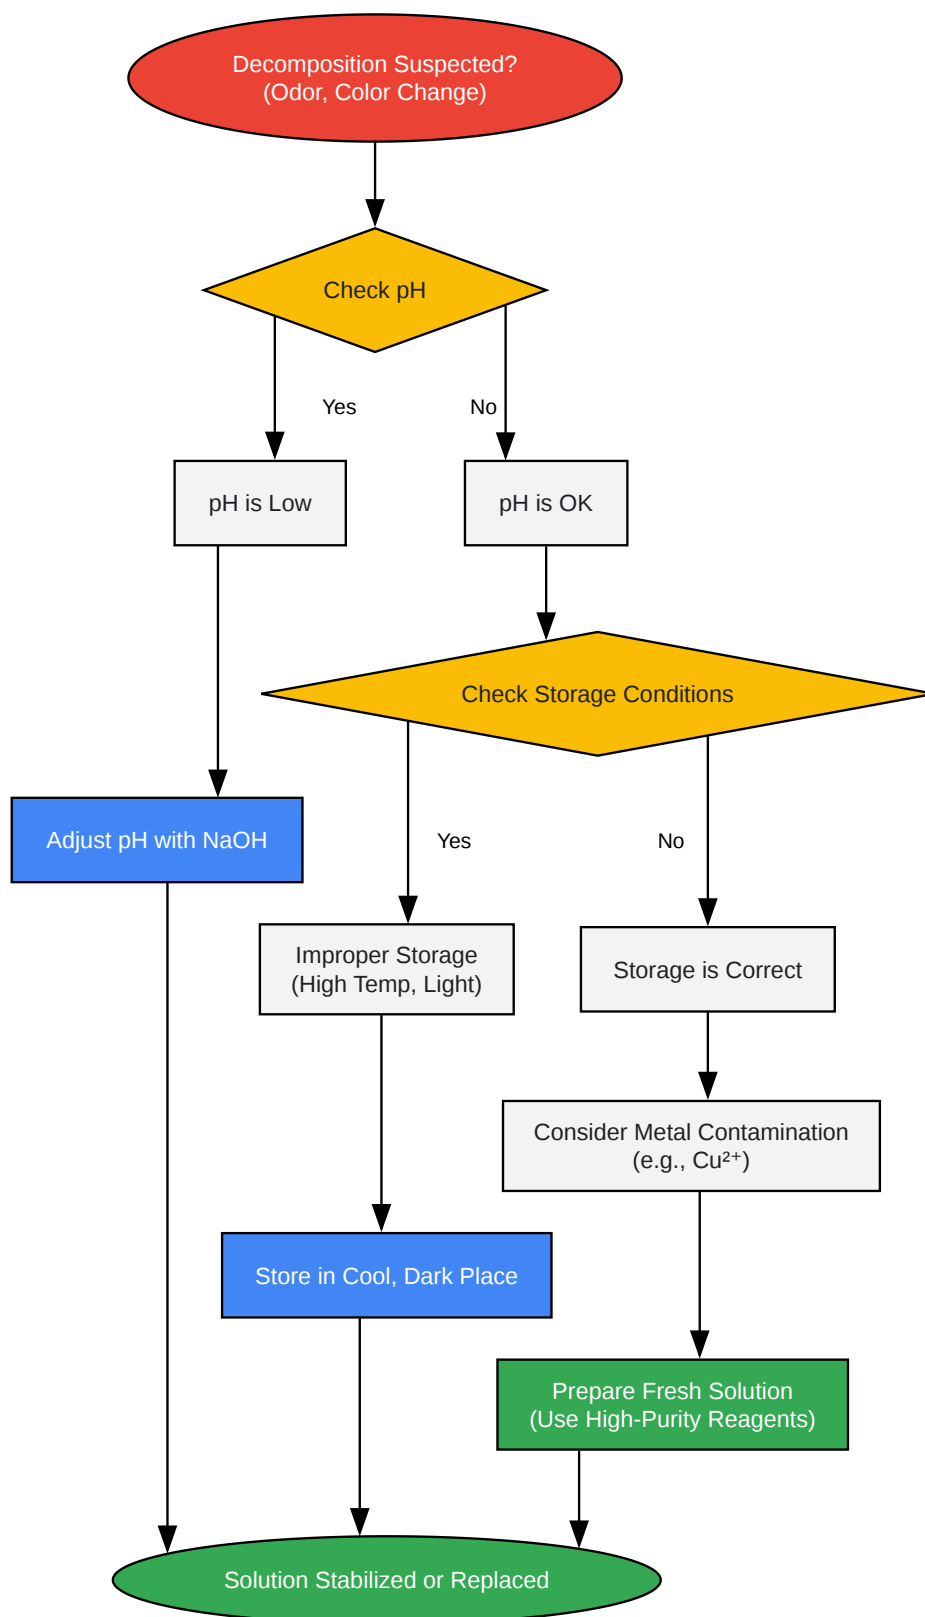 Decomposition Suspected?
(Odor, Color Change)
Check pH
Yes
No
pH is Low
pH is OK
Check Storage Conditions
Adjust pH with NaOH
Yes
No
Improper Storage
(High Temp, Light)
Storage is Correct
Consider Metal Contamination
(e.g., Cu²⁺)
Store in Cool, Dark Place
Prepare Fresh Solution
(Use High-Purity Reagents)
Solution Stabilized or Replaced